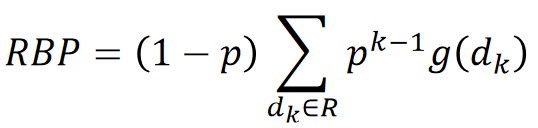 RBP = (1 − p) ∑ p^{k−1} g(d_k)
d_k∈R